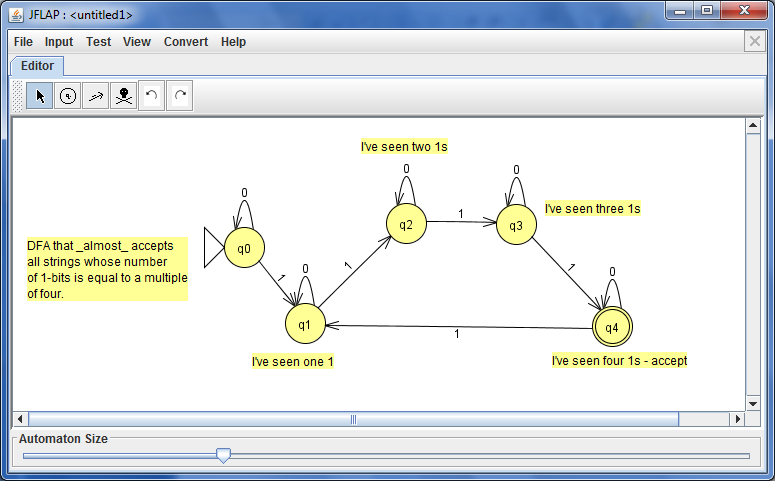 JFLAP : <untitled1>
File Input Test View Convert Help
Editor
I've seen two 1s
0
0
1
q2
q3
I've seen three 1s
0
DFA that _almost_ accepts
all strings whose number
of 1-bits is equal to a multiple
of four.
q0
1
0
1
1
0
q1
1
q4
I've seen one 1
I've seen four 1s - accept
Automaton Size